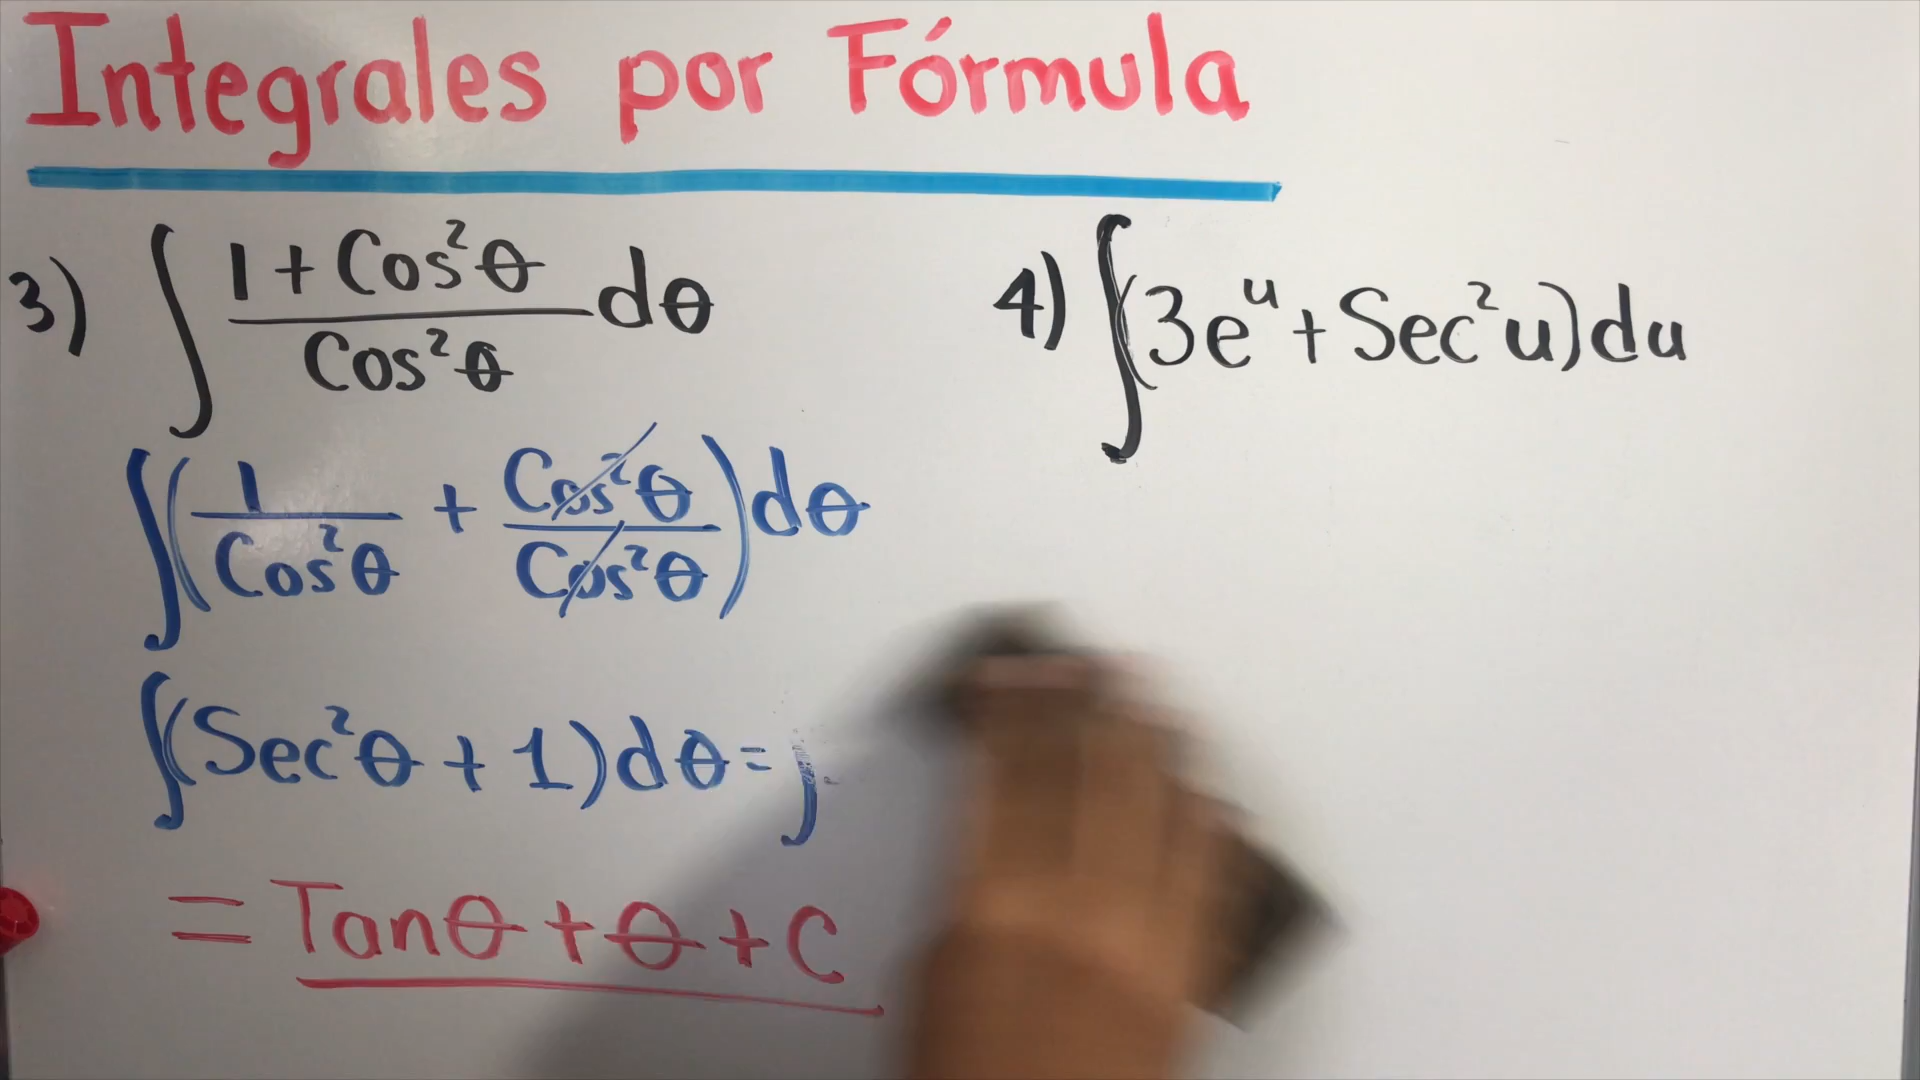 Integrales por Fórmula
3) ∫ (1 + Cos²θ)/(Cos²θ) dθ
∫(1/(Cos²θ) + (Cos²θ)/(Cos²θ))dθ
∫(Sec²θ + 1)dθ =
= Tanθ + θ + C
4) ∫(3eᵘ + Sec²u)du